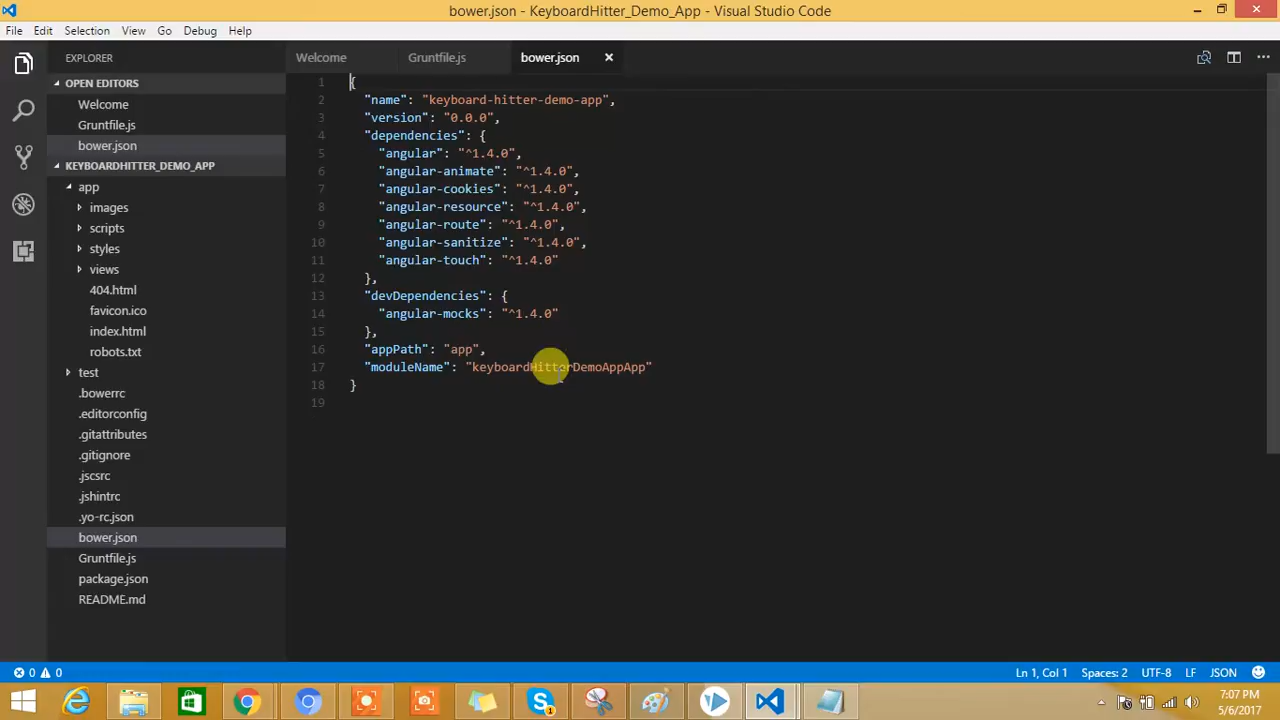 bower.json - KeyboardHitter_Demo_App - Visual Studio Code
File Edit Selection View Go Debug Help
EXPLORER
OPEN EDITORS
Welcome
Gruntfile.js
bower.json
KEYBOARDHITTER_DEMO_APP
app
images
scripts
styles
views
404.html
favicon.ico
index.html
robots.txt
test
.bowerrc
.editorconfig
.gitattributes
.gitignore
.jscsrc
.jshintrc
.yo-rc.json
bower.json
Gruntfile.js
package.json
README.md
Welcome Gruntfile.js bower.json
1 {
2 "name": "keyboard-hitter-demo-app",
3 "version": "0.0.0",
4 "dependencies": {
5 "angular": "^1.4.0",
6 "angular-animate": "^1.4.0",
7 "angular-cookies": "^1.4.0",
8 "angular-resource": "^1.4.0",
9 "angular-route": "^1.4.0",
10 "angular-sanitize": "^1.4.0",
11 "angular-touch": "^1.4.0"
12 },
13 "devDependencies": {
14 "angular-mocks": "^1.4.0"
15 },
16 "appPath": "app",
17 "moduleName": "keyboardHitterDemoAppApp"
18 }
19
0 0 Ln 1, Col 1 Spaces: 2 UTF-8 LF JSON
7:07 PM
5/6/2017